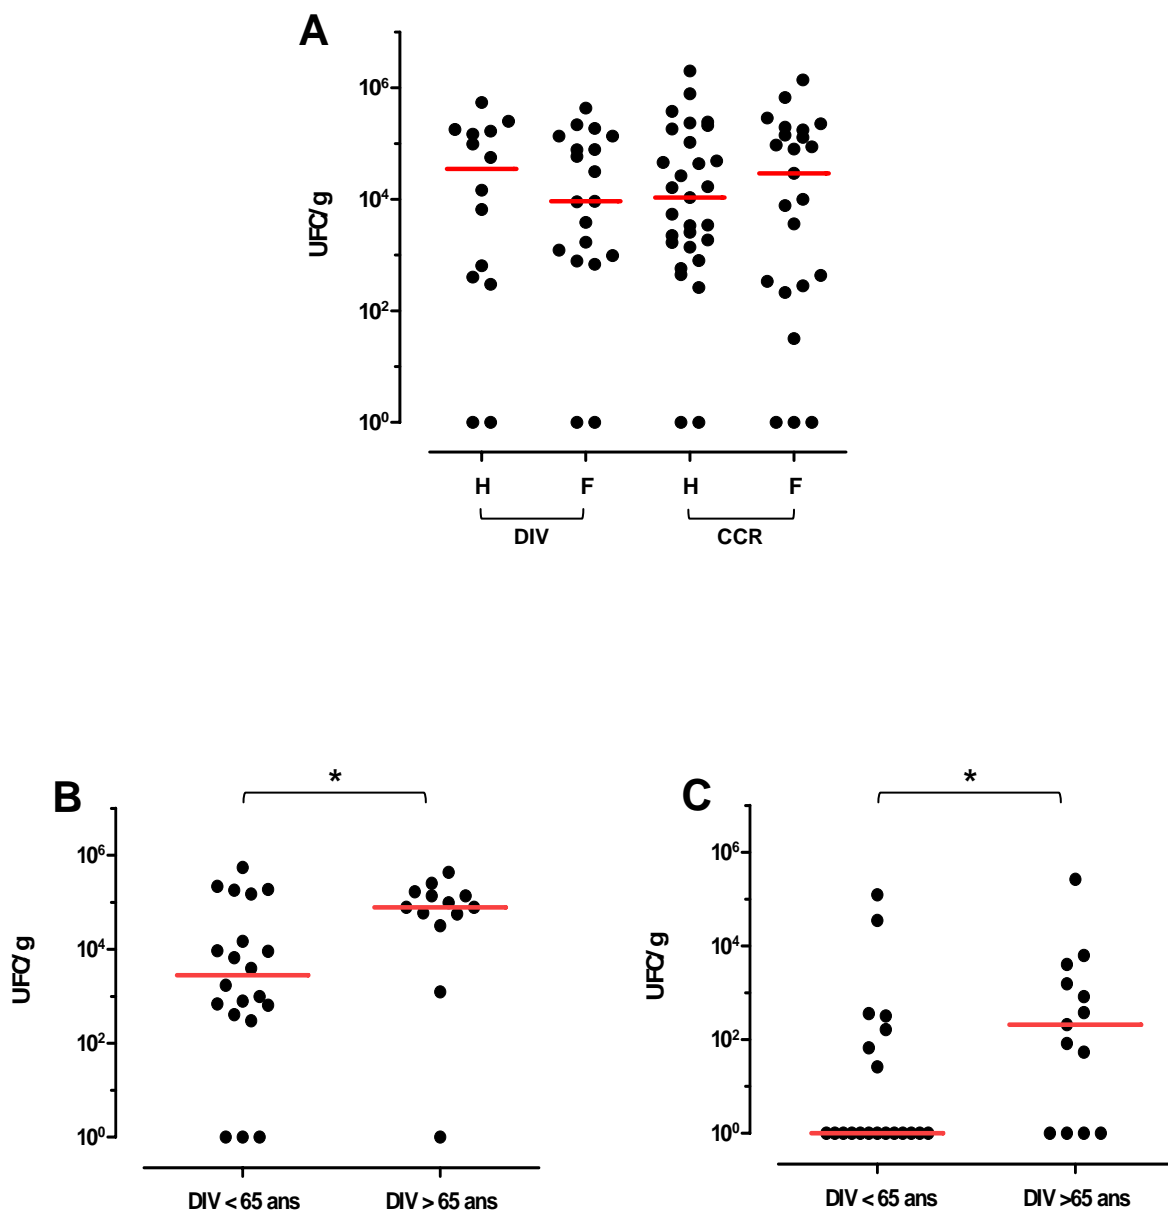 A
UFC/g
10⁶
10⁴
10²
10⁰
H F H F
DIV CCR
B
*
UFC/g
10⁶
10⁴
10²
10⁰
DIV < 65 ans DIV > 65 ans
C
*
UFC/g
10⁶
10⁴
10²
10⁰
DIV < 65 ans DIV >65 ans